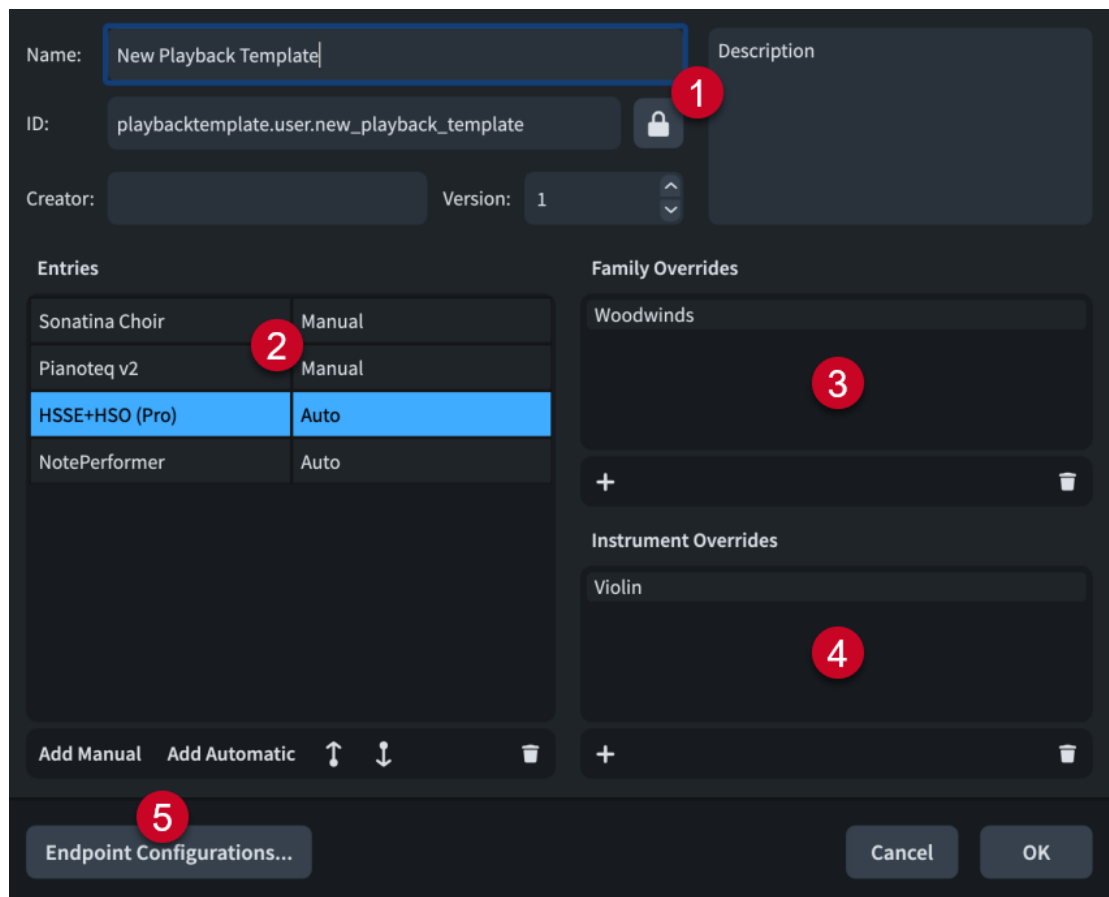 Name:
New Playback Template
Description
1
ID:
playbacktemplate.user.new_playback_template
Creator:
Version:
1
Entries
Sonatina Choir
Manual
2
Pianoteq v2
Manual
HSSE+HSO (Pro)
Auto
NotePerformer
Auto
Add Manual
Add Automatic
Family Overrides
Woodwinds
3
Instrument Overrides
Violin
4
5
Endpoint Configurations...
Cancel
OK